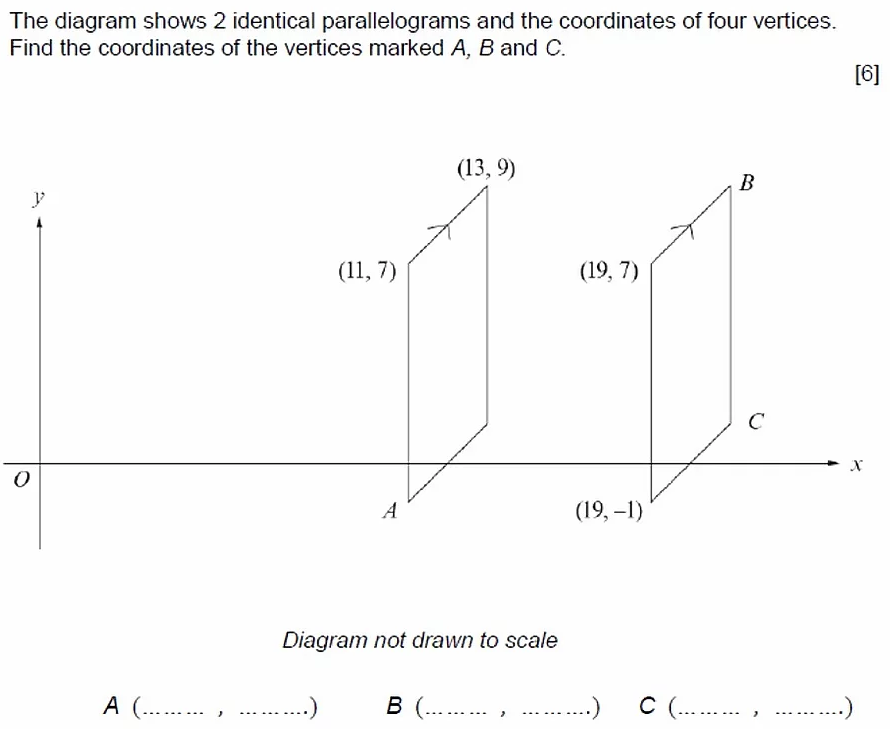 The diagram shows 2 identical parallelograms and the coordinates of four vertices.
Find the coordinates of the vertices marked A, B and C.
[6]
(13, 9)
y
B
(11, 7)
(19, 7)
C
O
x
A
(19, –1)
Diagram not drawn to scale
A (……… , ……….) B (……… , ……….) C (……… , ……….)